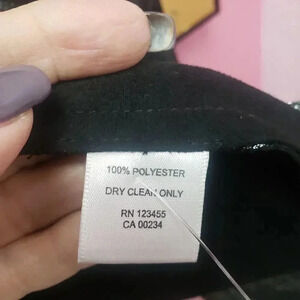 100% POLYESTER
DRY CLEAN ONLY
RN 123455
CA 00234